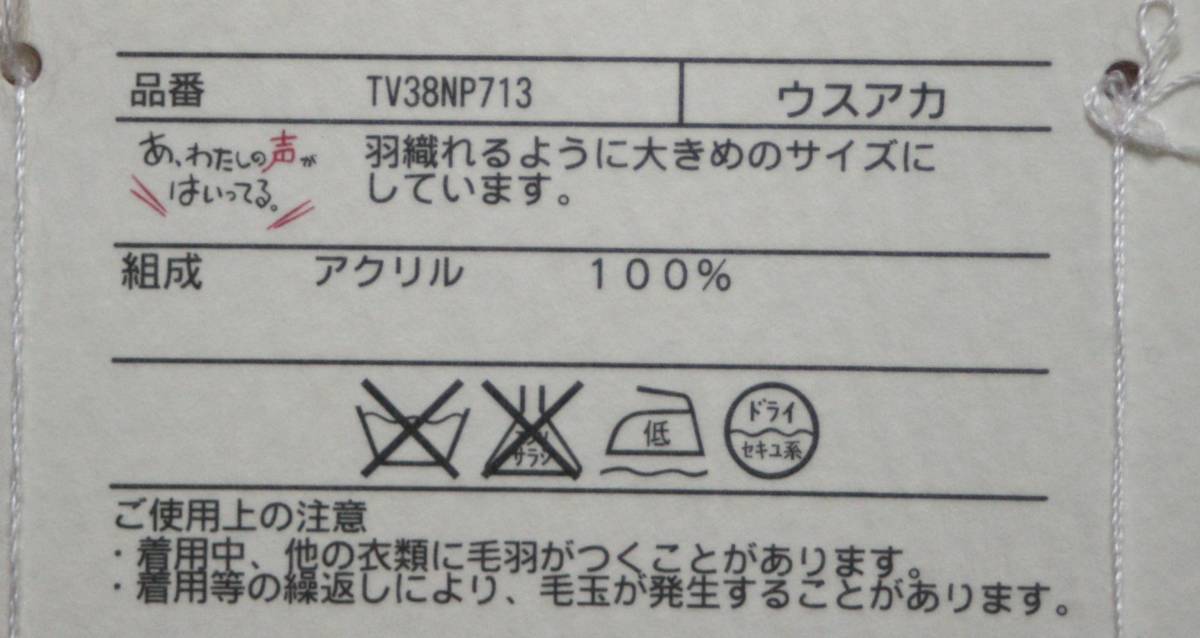 品番 TV38NP713 ウスアカ
あ、わたしの声が
はいってる。
羽織れるように大きめのサイズに
しています。
組成 アクリル 100%
サラシ
低
ドライ
セキユ系
ご使用上の注意
・着用中、他の衣類に毛羽がつくことがあります。
・着用等の繰返しにより、毛玉が発生することがあります。